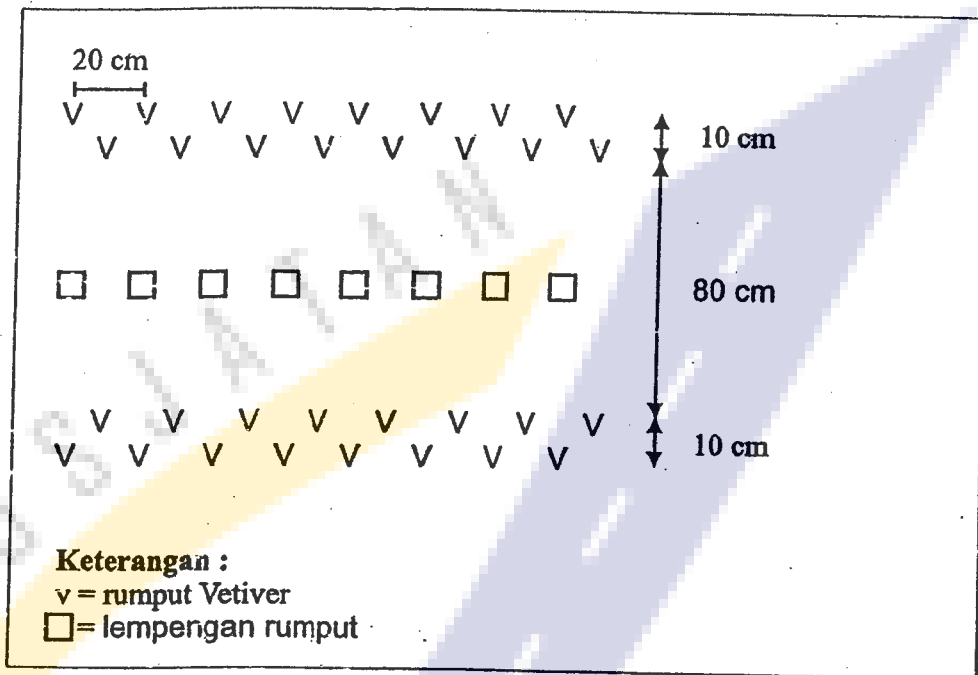 20 cm
V V V V V V V V
V V V V V V V V
10 cm
80 cm
V V V V V V V V
V V V V V V V V
10 cm
Keterangan :
v = rumput Vetiver
= lempengan rumput